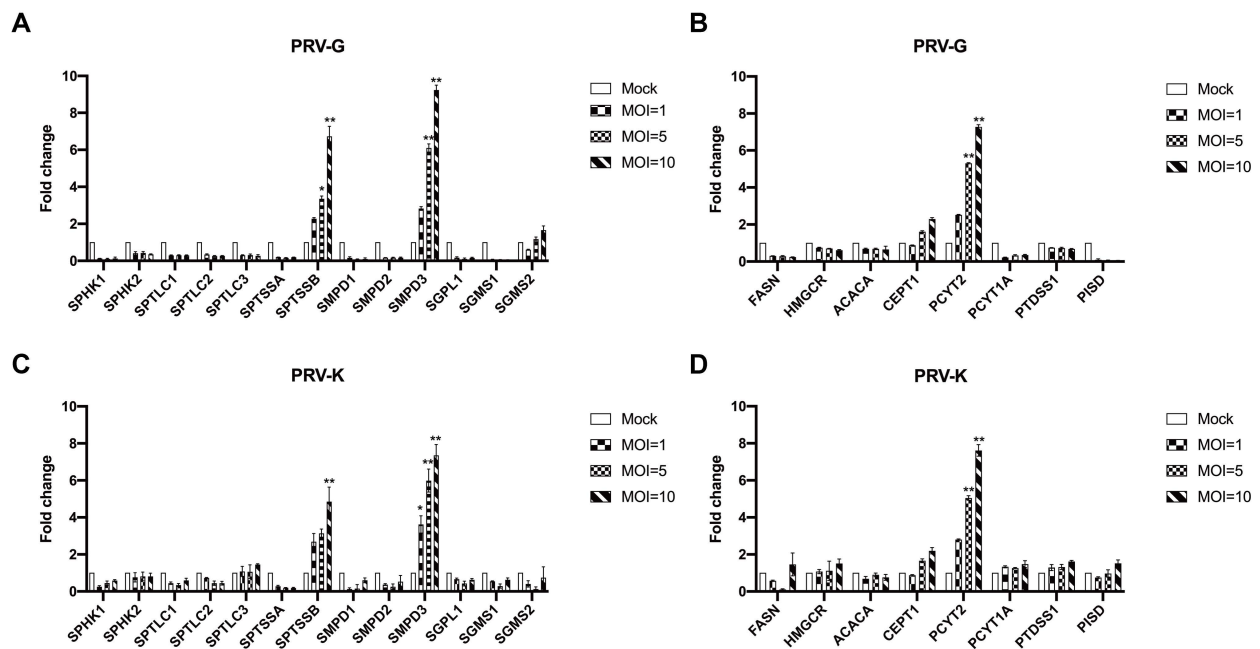 A
PRV-G
Fold change
10
8
6
4
2
0
*
**
**
**
SPHK1
SPHK2
SPTLC1
SPTLC2
SPTLC3
SPTSSA
SPTSSB
SMPD1
SMPD2
SMPD3
SGPL1
SGMS1
SGMS2
Mock
MOI=1
MOI=5
MOI=10
B
PRV-G
Fold change
10
8
6
4
2
0
**
**
FASN
HMGCR
ACACA
CEPT1
PCYT2
PCYT1A
PTDSS1
PISD
Mock
MOI=1
MOI=5
MOI=10
C
PRV-K
Fold change
10
8
6
4
2
0
**
*
**
**
SPHK1
SPHK2
SPTLC1
SPTLC2
SPTLC3
SPTSSA
SPTSSB
SMPD1
SMPD2
SMPD3
SGPL1
SGMS1
SGMS2
Mock
MOI=1
MOI=5
MOI=10
D
PRV-K
Fold change
10
8
6
4
2
0
**
**
FASN
HMGCR
ACACA
CEPT1
PCYT2
PCYT1A
PTDSS1
PISD
Mock
MOI=1
MOI=5
MOI=10